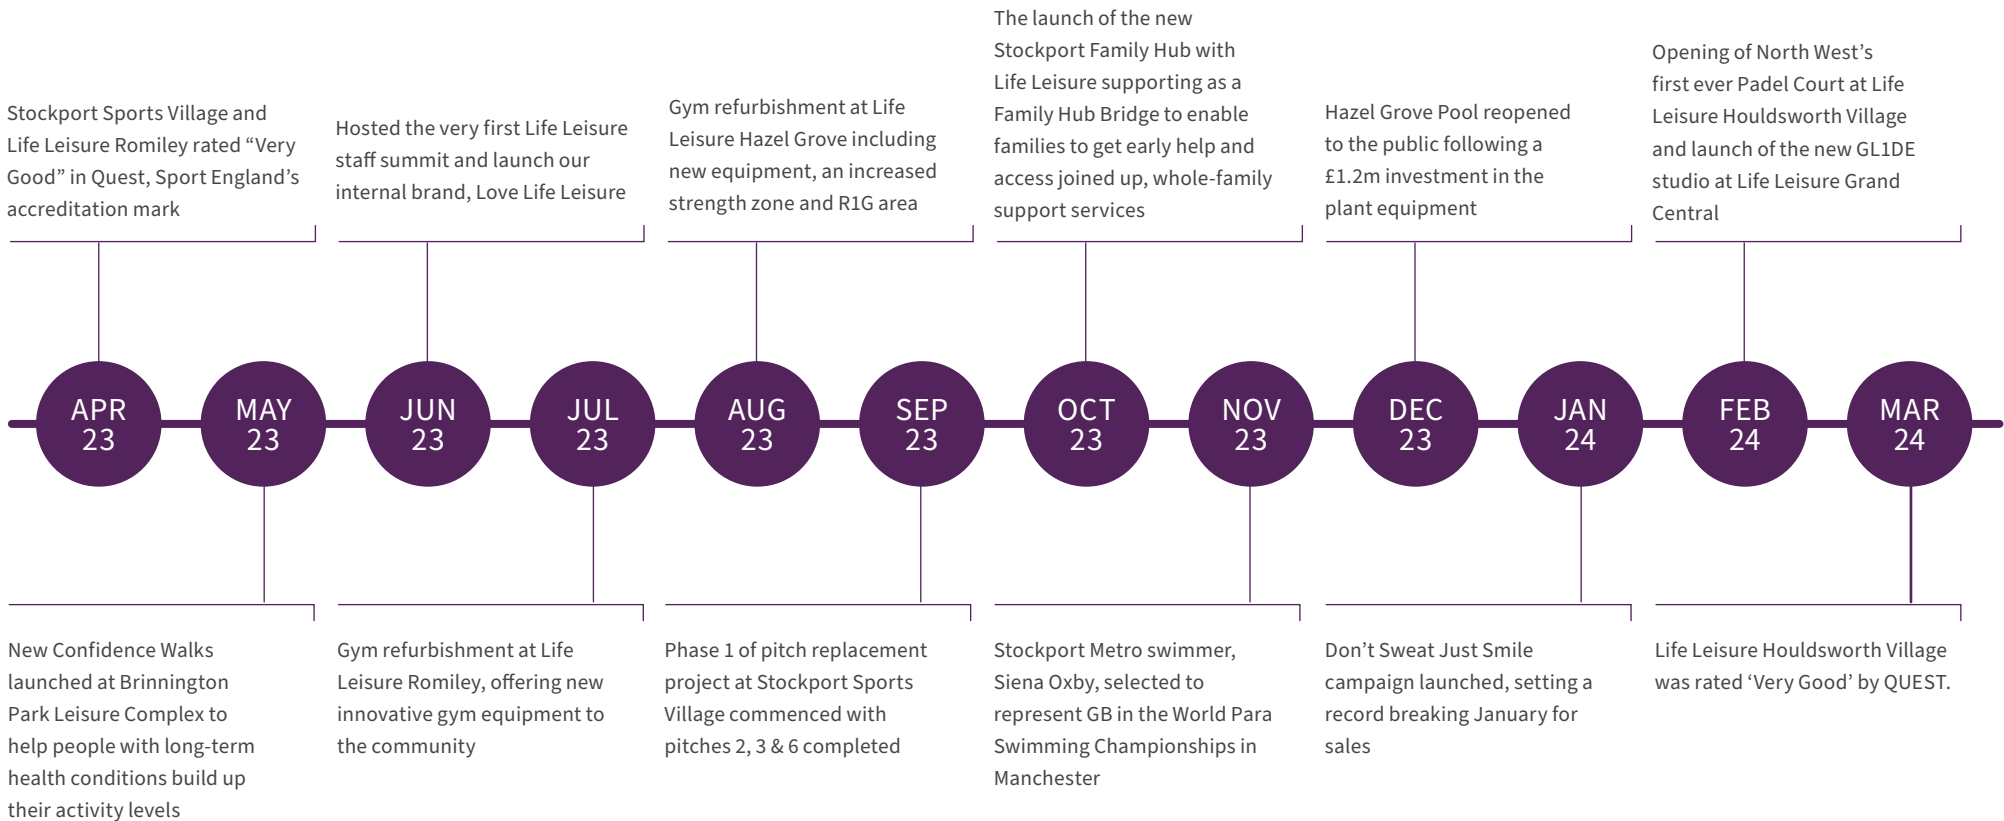 Stockport Sports Village and
Life Leisure Romiley rated “Very
Good” in Quest, Sport England’s
accreditation mark
Hosted the very first Life Leisure
staff summit and launch our
internal brand, Love Life Leisure
Gym refurbishment at Life
Leisure Hazel Grove including
new equipment, an increased
strength zone and R1G area
The launch of the new
Stockport Family Hub with
Life Leisure supporting as a
Family Hub Bridge to enable
families to get early help and
access joined up, whole-family
support services
Hazel Grove Pool reopened
to the public following a
£1.2m investment in the
plant equipment
Opening of North West’s
first ever Padel Court at Life
Leisure Houldsworth Village
and launch of the new GL1DE
studio at Life Leisure Grand
Central
APR
23
MAY
23
JUN
23
JUL
23
AUG
23
SEP
23
OCT
23
NOV
23
DEC
23
JAN
24
FEB
24
MAR
24
New Confidence Walks
launched at Brinnington
Park Leisure Complex to
help people with long-term
health conditions build up
their activity levels
Gym refurbishment at Life
Leisure Romiley, offering new
innovative gym equipment to
the community
Phase 1 of pitch replacement
project at Stockport Sports
Village commenced with
pitches 2, 3 & 6 completed
Stockport Metro swimmer,
Siena Oxby, selected to
represent GB in the World Para
Swimming Championships in
Manchester
Don’t Sweat Just Smile
campaign launched, setting a
record breaking January for
sales
Life Leisure Houldsworth Village
was rated ‘Very Good’ by QUEST.